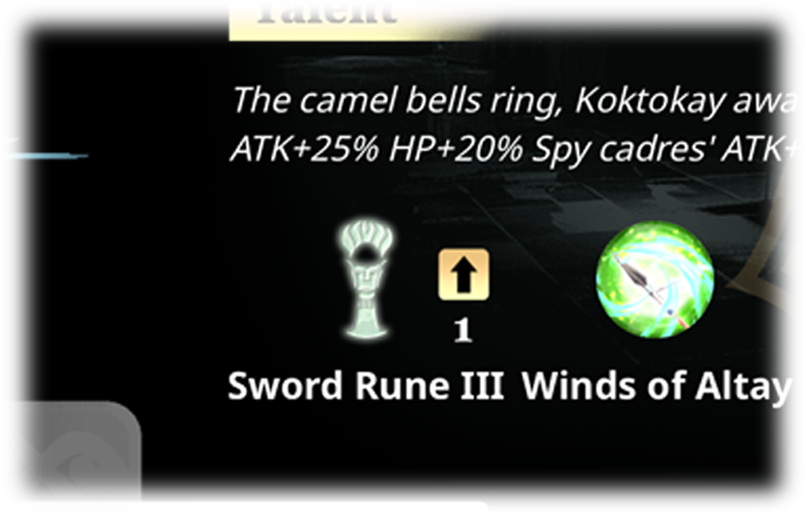 Talent
The camel bells ring, Koktokay awa
ATK+25% HP+20% Spy cadres' ATK+
1
Sword Rune III Winds of Altay